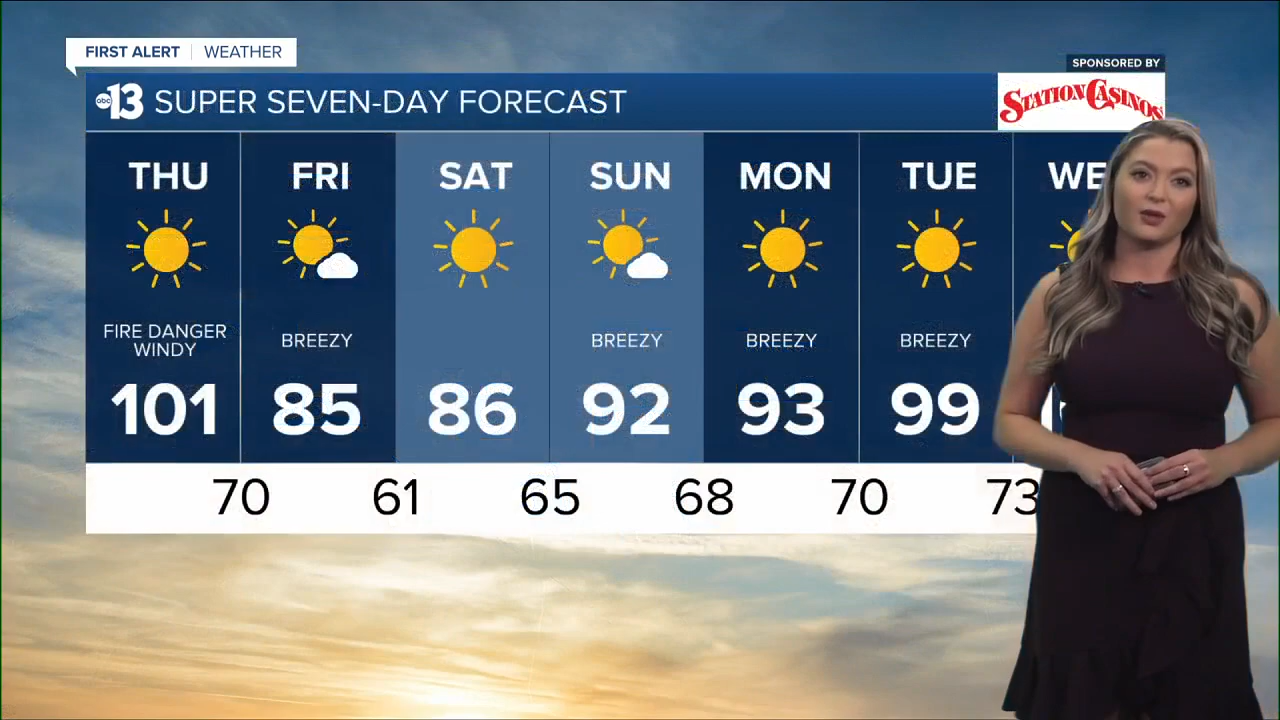 FIRST ALERT | WEATHER
SPONSORED BY
abc 13 SUPER SEVEN-DAY FORECAST
STATION CASINOS
THU FRI SAT SUN MON TUE WE
FIRE DANGER
WINDY
BREEZY BREEZY BREEZY BREEZY
101 85 86 92 93 99
70 61 65 68 70 73